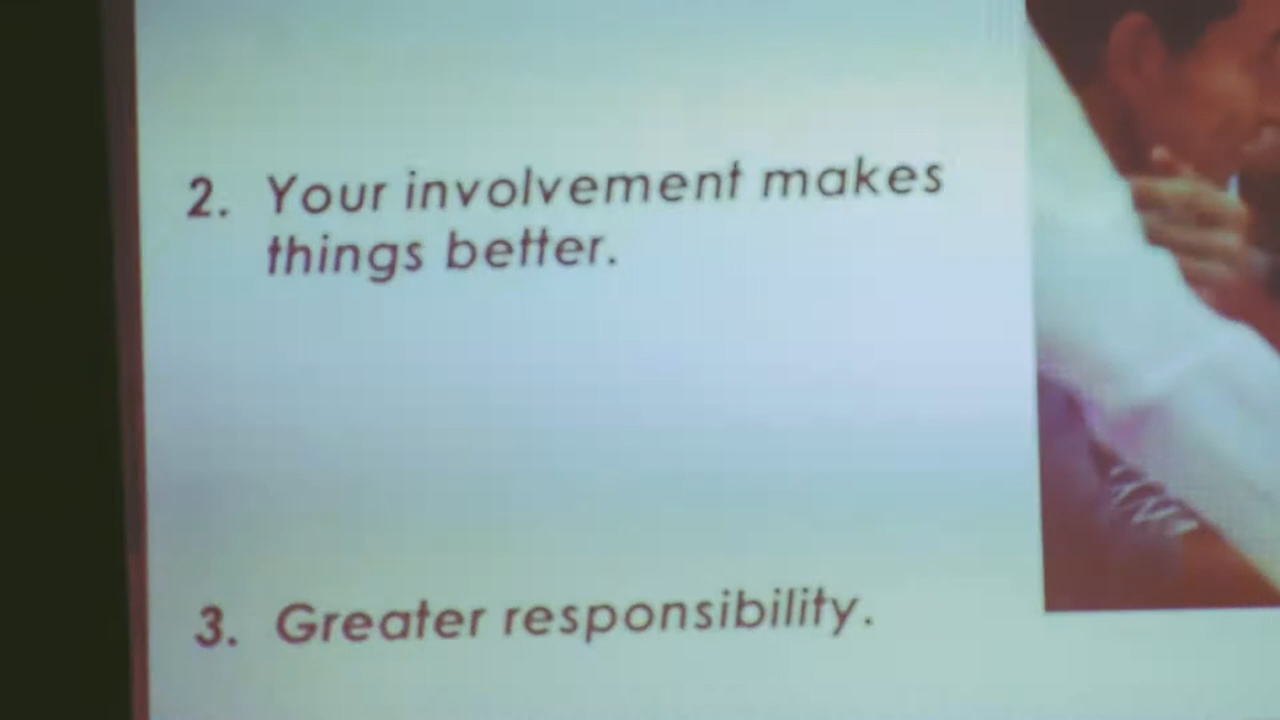 2. Your involvement makes
things better.
3. Greater responsibility.